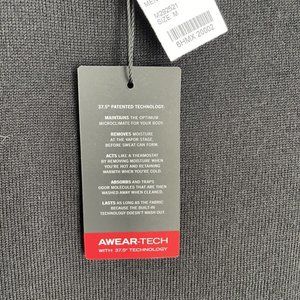 SIZE: M
BHMX 20002
37.5® PATENTED TECHNOLOGY.
MAINTAINS THE OPTIMUM
MICROCLIMATE FOR YOUR BODY.
REMOVES MOISTURE
AT THE VAPOR STAGE,
BEFORE SWEAT CAN FORM.
ACTS LIKE A THERMOSTAT
BY REMOVING MOISTURE WHEN
YOU'RE HOT AND RETAINING
WARMTH WHEN YOU'RE COLD.
ABSORBS AND TRAPS
ODOR MOLECULES THAT ARE THEN
WASHED AWAY WHEN CLEANED.
LASTS AS LONG AS THE FABRIC
BECAUSE THE BUILT-IN
TECHNOLOGY DOESN'T WASH OUT.
AWEAR-TECH
WITH 37.5® TECHNOLOGY